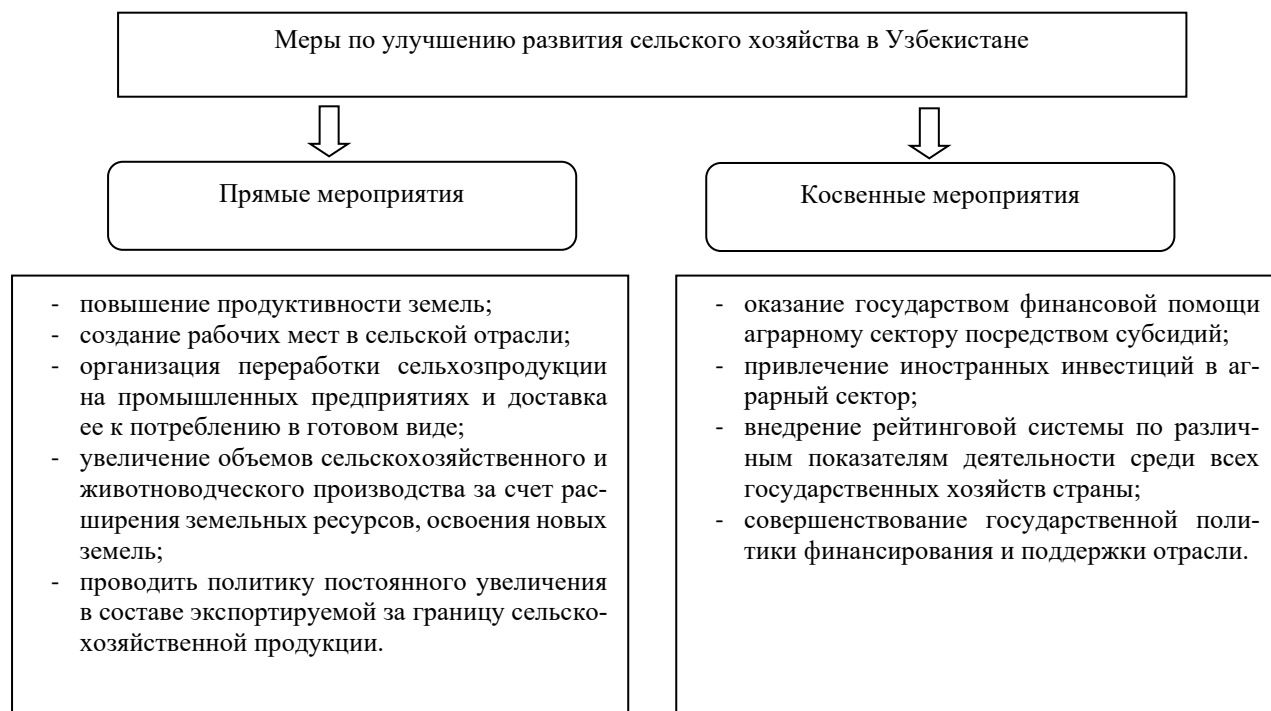 Меры по улучшению развития сельского хозяйства в Узбекистане
Прямые мероприятия
Косвенные мероприятия
- повышение продуктивности земель;
- создание рабочих мест в сельской отрасли;
- организация переработки сельхозпродукции
на промышленных предприятиях и доставка
ее к потреблению в готовом виде;
- увеличение объемов сельскохозяйственного и
животноводческого производства за счет рас-
ширения земельных ресурсов, освоения новых
земель;
- проводить политику постоянного увеличения
в составе экспортируемой за границу сельско-
хозяйственной продукции.
- оказание государством финансовой помощи
аграрному сектору посредством субсидий;
- привлечение иностранных инвестиций в аг-
рарный сектор;
- внедрение рейтинговой системы по различ-
ным показателям деятельности среди всех
государственных хозяйств страны;
- совершенствование государственной поли-
тики финансирования и поддержки отрасли.